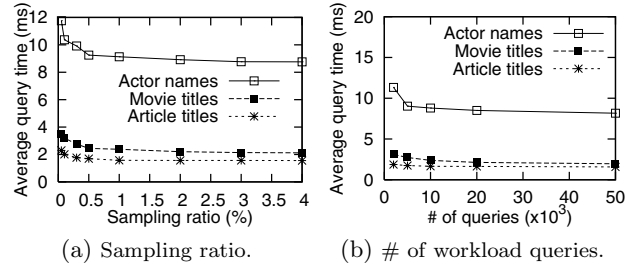 Average query time (ms)
12
10
8
6
4
2
0
Actor names
Movie titles
Article titles
0 0.5 1 1.5 2 2.5 3 3.5 4
Sampling ratio (%)
(a) Sampling ratio.
Average query time (ms)
20
15
10
5
0
Actor names
Movie titles
Article titles
0 10 20 30 40 50
# of queries (x10³)
(b) # of workload queries.